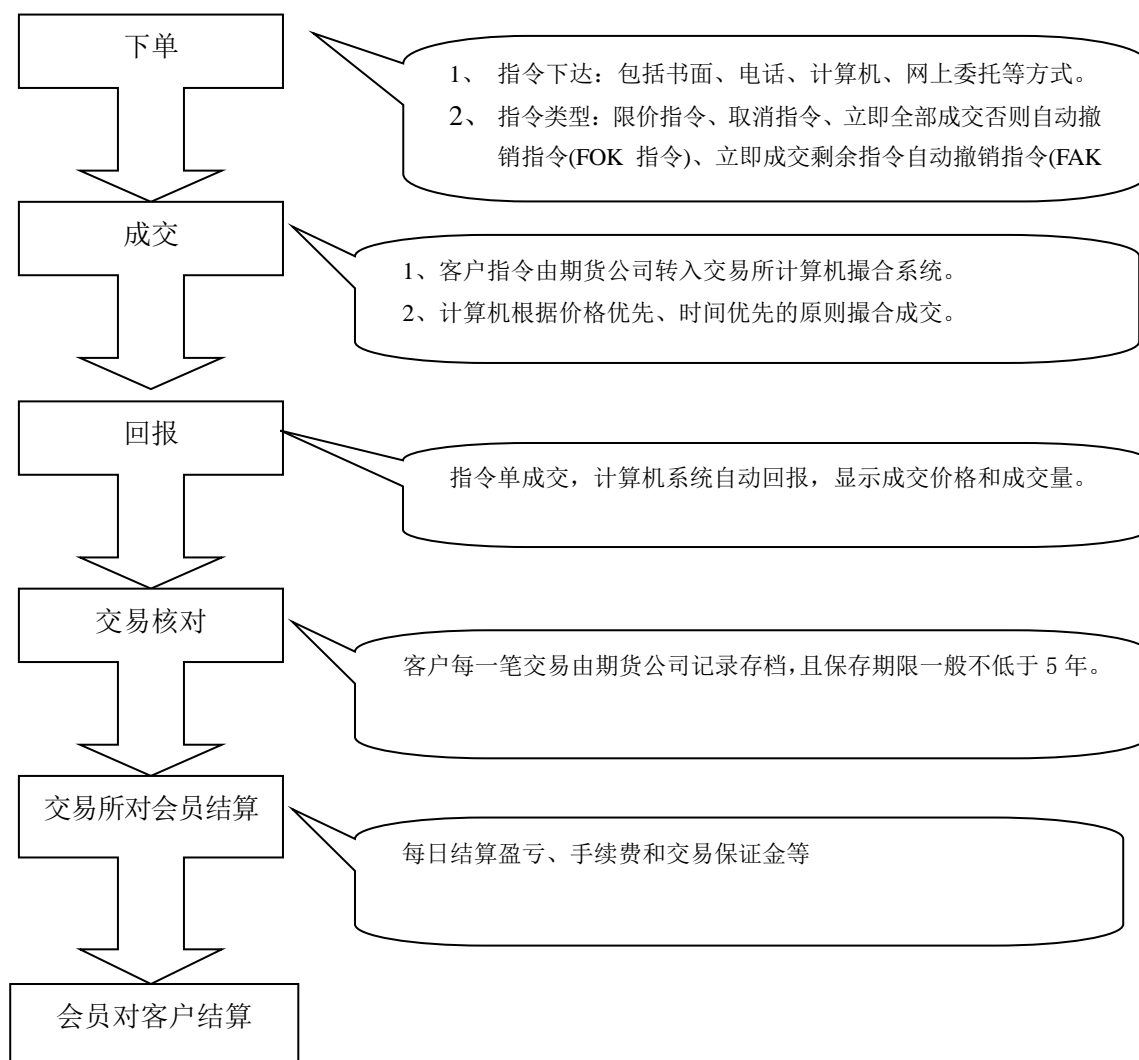 下单
1、 指令下达：包括书面、电话、计算机、网上委托等方式。
2、 指令类型：限价指令、取消指令、立即全部成交否则自动撤
销指令(FOK 指令)、立即成交剩余指令自动撤销指令(FAK
成交
1、客户指令由期货公司转入交易所计算机撮合系统。
2、计算机根据价格优先、时间优先的原则撮合成交。
回报
指令单成交，计算机系统自动回报，显示成交价格和成交量。
交易核对
客户每一笔交易由期货公司记录存档,且保存期限一般不低于 5 年。
交易所对会员结算
每日结算盈亏、手续费和交易保证金等
会员对客户结算